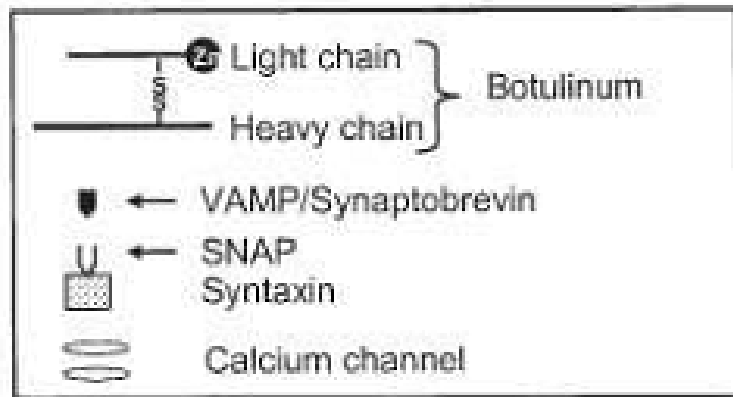 Zn Light chain
S
S
Botulinum
Heavy chain
VAMP/Synaptobrevin
SNAP
Syntaxin
Calcium channel